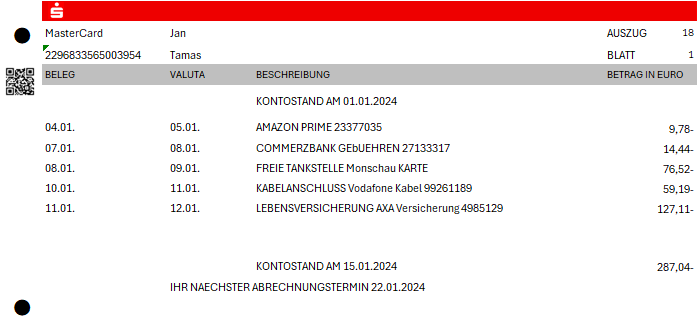 MasterCard Jan AUSZUG 18
2296833565003954 Tamas BLATT 1
BELEG VALUTA BESCHREIBUNG BETRAG IN EURO
KONTOSTAND AM 01.01.2024
04.01. 05.01. AMAZON PRIME 23377035 9,78-
07.01. 08.01. COMMERZBANK GEbUEHREN 27133317 14,44-
08.01. 09.01. FREIE TANKSTELLE Monschau KARTE 76,52-
10.01. 11.01. KABELANSCHLUSS Vodafone Kabel 99261189 59,19-
11.01. 12.01. LEBENSVERSICHERUNG AXA Versicherung 4985129 127,11-
KONTOSTAND AM 15.01.2024 287,04-
IHR NAECHSTER ABRECHNUNGSTERMIN 22.01.2024